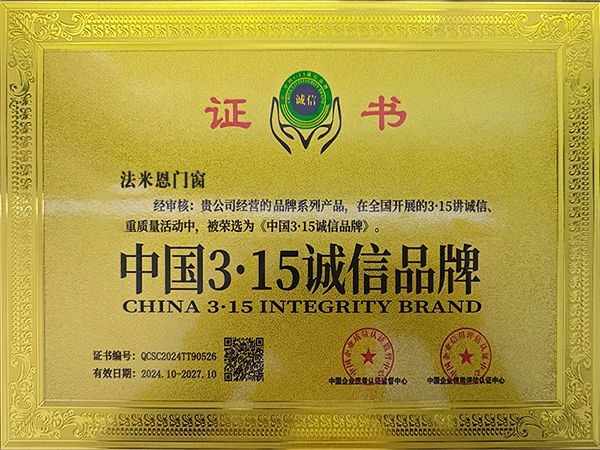 诚信
证 书
法米恩门窗
经审核：贵公司经营的品牌系列产品，在全国开展的3·15讲诚信、
重质量活动中，被荣选为《中国3·15诚信品牌》。
中国3·15诚信品牌
CHINA 3·15 INTEGRITY BRAND
证书编号：QCSC2024TT90526
有效日期：2024.10-2027.10
中国企业质量认证监督中心
中国企业信用评估认证中心